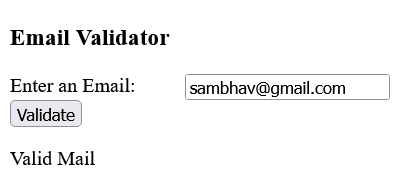 Email Validator
Enter an Email: sambhav@gmail.com
Validate
Valid Mail